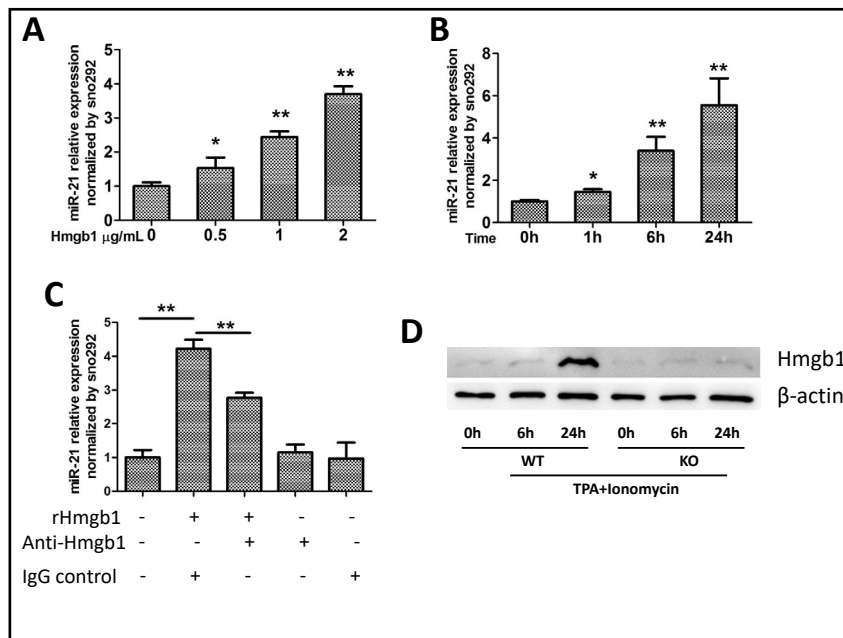 A
miR-21 relative expression
normalized by sno292
5
4
3
2
1
0
* ** **
Hmgb1 μg/mL 0 0.5 1 2
B
miR-21 relative expression
normalized by sno292
8
6
4
2
0
* ** **
Time 0h 1h 6h 24h
C
miR-21 relative expression
normalized by sno292
5
4
3
2
1
0
** **
rHmgb1 - + + - -
Anti-Hmgb1 - - + + -
IgG control - + - - +
D
Hmgb1
β-actin
0h 6h 24h 0h 6h 24h
WT KO
TPA+Ionomycin